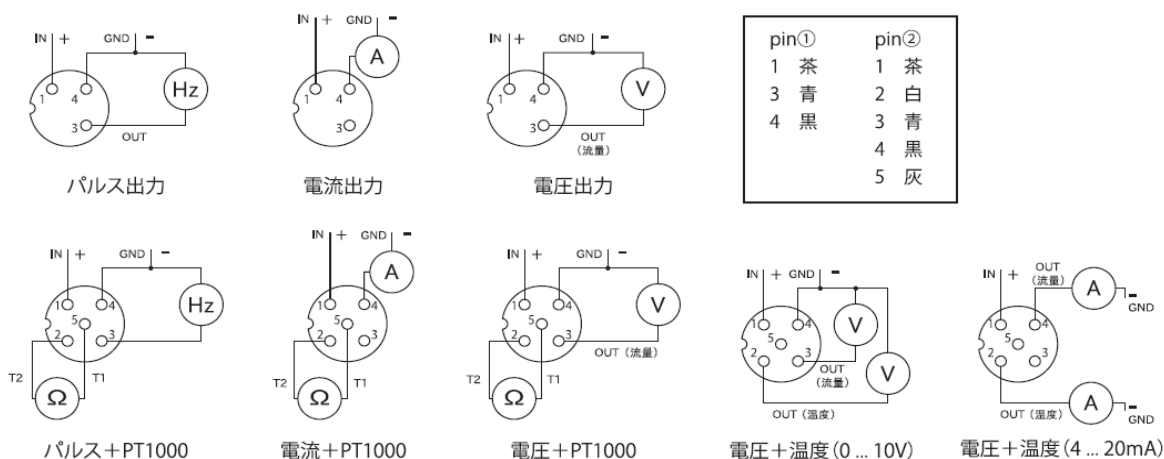 IN + GND -
1 4 Hz
3
OUT
パルス出力
IN + GND -
A
1 4
3
電流出力
IN + GND -
1 4 V
3
OUT
(流量)
電圧出力
pin① pin②
1 茶 1 茶
3 青 2 白
4 黒 3 青
4 黒
5 灰
IN + GND -
1 4 Hz
5
2 3
T2 T1
Ω
パルス+PT1000
IN + GND -
A
1 4
5
2 3
T2 T1
Ω
電流+PT1000
IN + GND -
1 4 V
5
2 3
OUT(流量)
T2 T1
Ω
電圧+PT1000
IN + GND -
1 4 V
5
2 3 V
OUT
(流量)
OUT(温度)
電圧+温度(0 ... 10V)
IN + OUT
(流量)
A - GND
1 4
5
2 3
OUT(温度) A - GND
電圧+温度(4 ... 20mA)